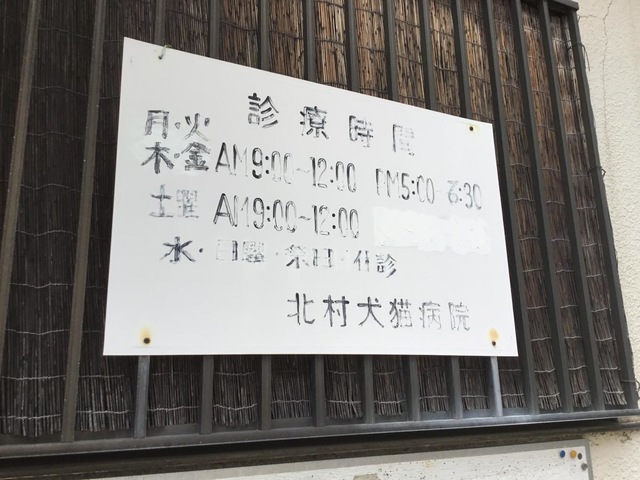 診療時間
月・火
木・金 AM9:00~12:00 PM5:00~6:30
土曜 AM9:00~12:00
水・日曜・祭日・休診
北村犬猫病院